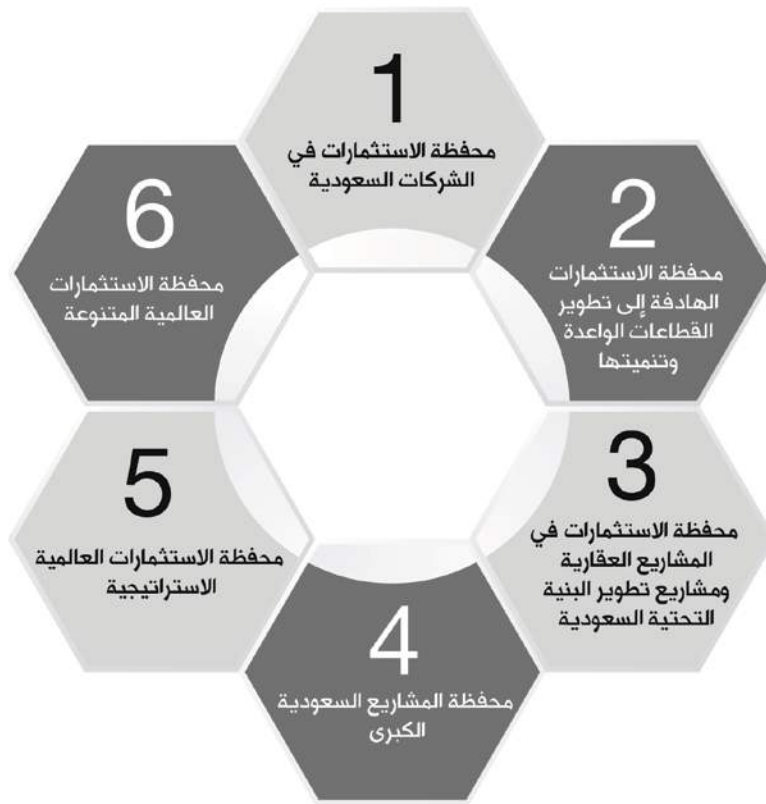 1
محفظة الاستثمارات في
الشركات السعودية
2
محفظة الاستثمارات
الهادفة إلى تطوير
القطاعات الواعدة
وتنميتها
3
محفظة الاستثمارات في
المشاريع العقارية
ومشاريع تطوير البنية
التحتية السعودية
4
محفظة المشاريع السعودية
الكبرى
5
محفظة الاستثمارات العالمية
الاستراتيجية
6
محفظة الاستثمارات
العالمية المتنوعة